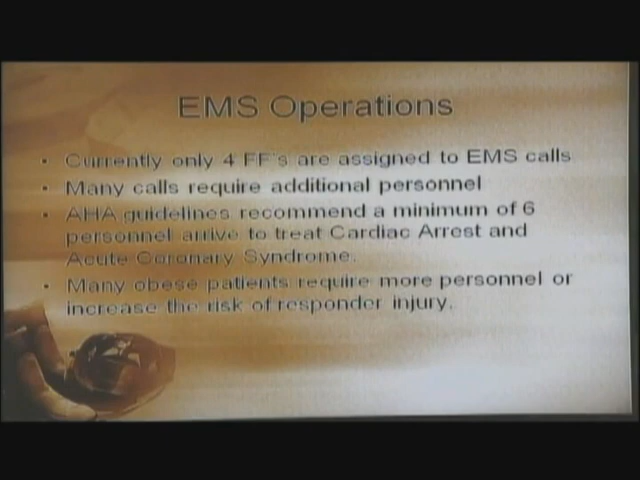 EMS Operations
• Currently only 4 FF's are assigned to EMS calls
• Many calls require additional personnel
• AHA guidelines recommend a minimum of 6
personnel arrive to treat Cardiac Arrest and
Acute Coronary Syndrome.
• Many obese patients require more personnel or
increase the risk of responder injury.